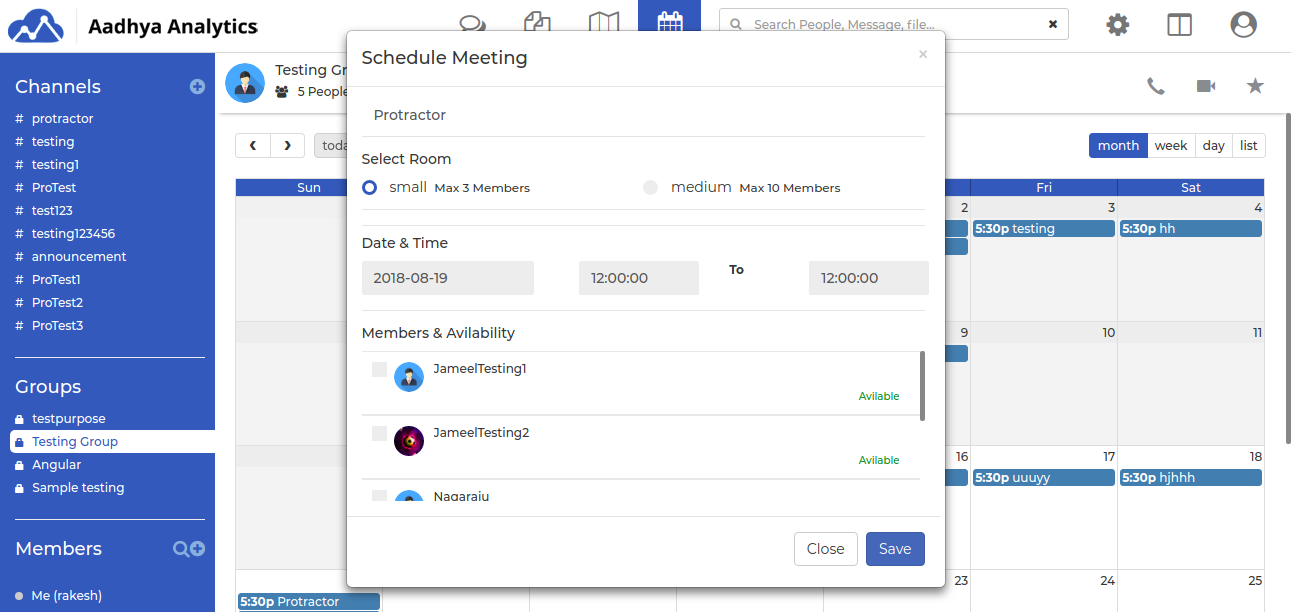 Aadhya Analytics
Search People, Message, file...
Channels
# protractor
# testing
# testing1
# ProTest
# test123
# testing123456
# announcement
# ProTest1
# ProTest2
# ProTest3
Groups
testpurpose
Testing Group
Angular
Sample testing
Members
Me (rakesh)
Testing Gr
5 People
toda
month week day list
Sun Fri Sat
2 3 4
5:30p testing 5:30p hh
9 10 11
16 17 18
5:30p uuuyy 5:30p hjhhh
23 24 25
5:30p Protractor
Schedule Meeting
×
Protractor
Select Room
small Max 3 Members medium Max 10 Members
Date & Time
2018-08-19 12:00:00 To 12:00:00
Members & Avilability
JameelTesting1
Avilable
JameelTesting2
Avilable
Nagaraju
Close Save